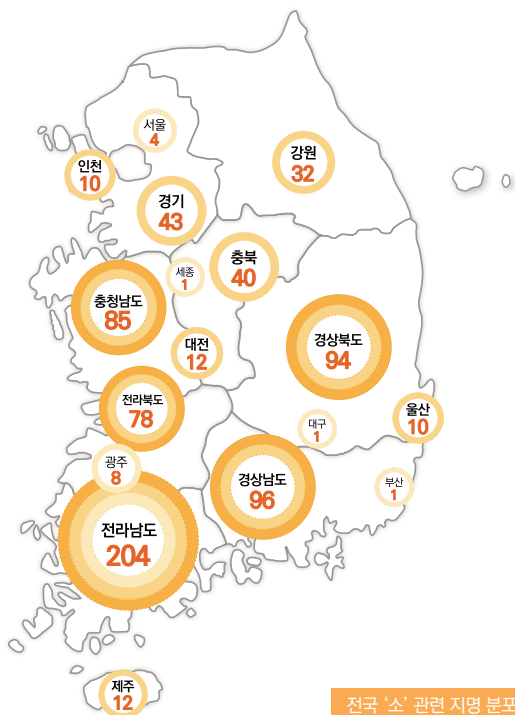 서울
4
강원
32
인천
10
경기
43
충북
40
세종
1
충청남도
85
경상북도
94
대전
12
전라북도
78
울산
10
대구
1
광주
8
경상남도
96
부산
1
전라남도
204
제주
12
전국 ‘소’ 관련 지명 분포